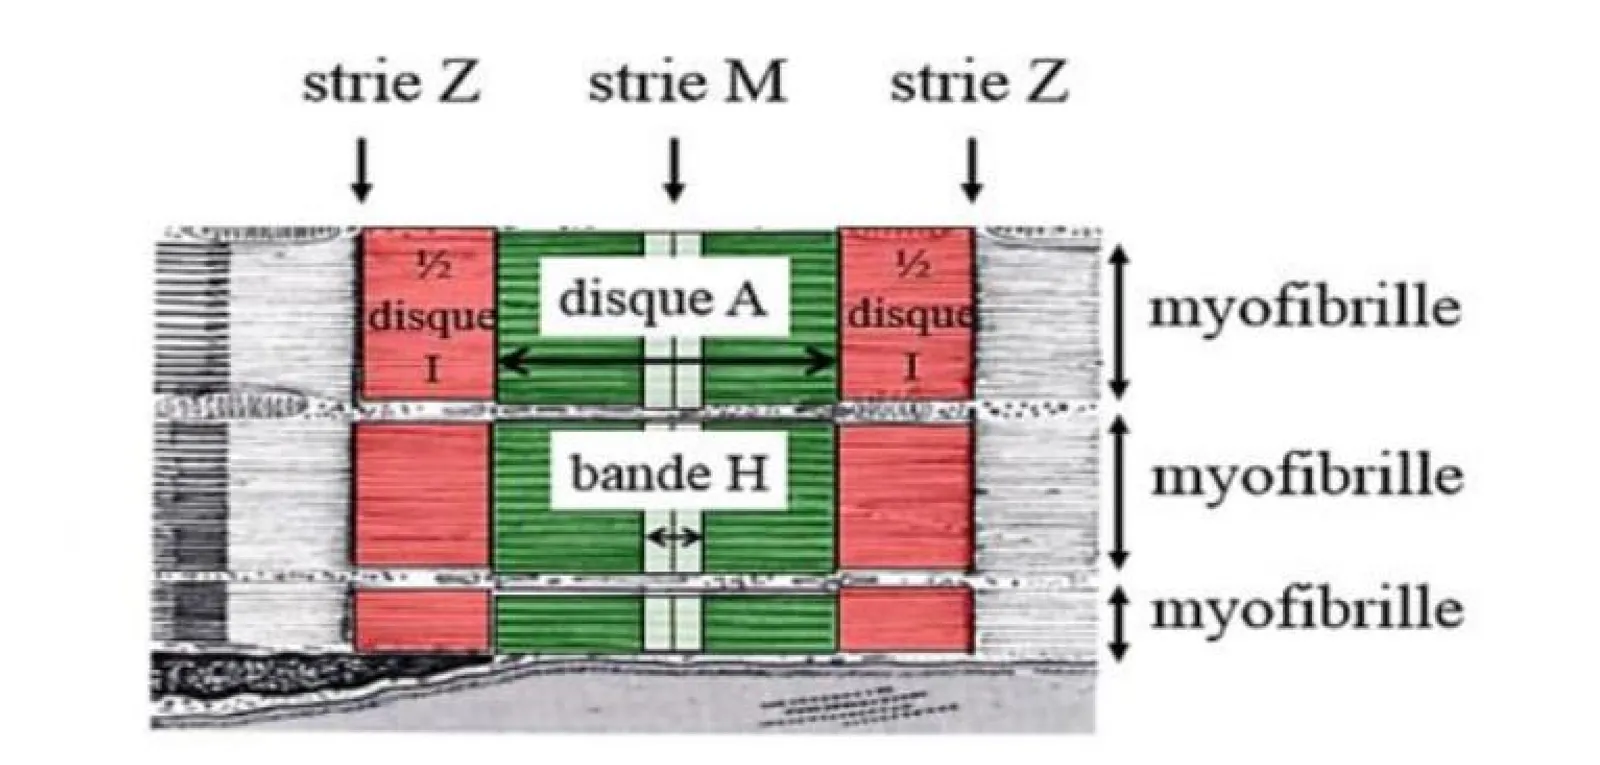 strie Z strie M strie Z
½ disque I
disque A
½ disque I
myofibrille
bande H
myofibrille
myofibrille